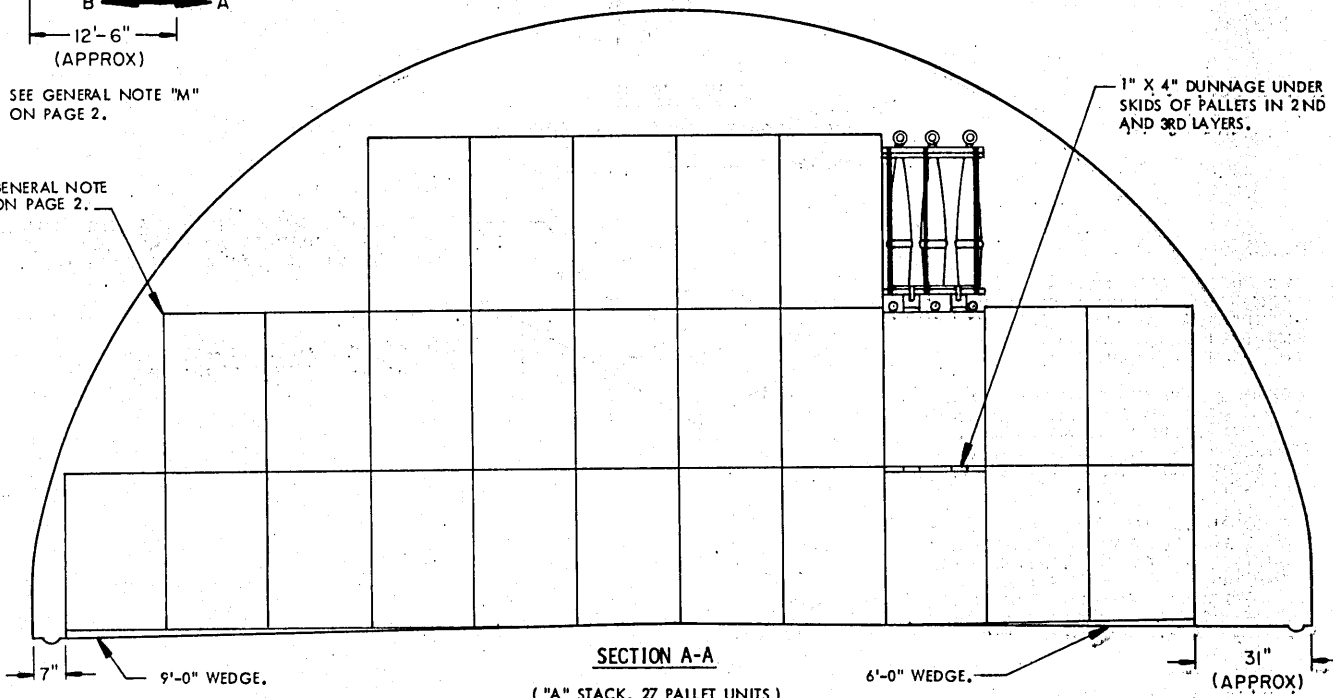 B A
12'-6"
(APPROX)
SEE GENERAL NOTE "M"
ON PAGE 2.
1" X 4" DUNNAGE UNDER
SKIDS OF PALLETS IN 2ND
AND 3RD LAYERS.
GENERAL NOTE
ON PAGE 2.
7"
9'-0" WEDGE.
SECTION A-A
("A" STACK, 27 PALLET UNITS)
6'-0" WEDGE.
31"
(APPROX)